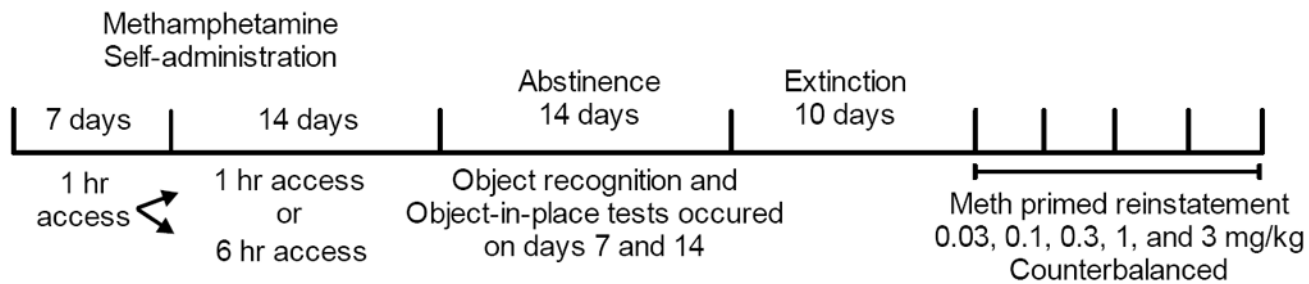 Methamphetamine
Self-administration
Abstinence
Extinction
7 days
14 days
14 days
10 days
1 hr
access
1 hr access
or
6 hr access
Object recognition and
Object-in-place tests occured
on days 7 and 14
Meth primed reinstatement
0.03, 0.1, 0.3, 1, and 3 mg/kg
Counterbalanced